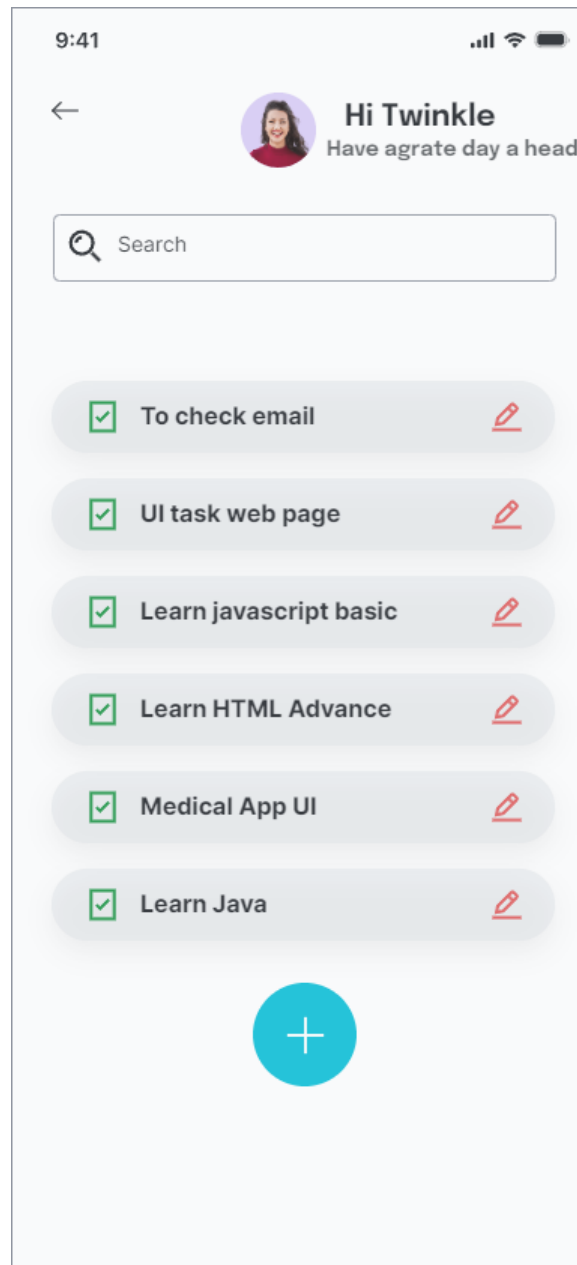 9:41
Hi Twinkle
Have agrate day a head
Search
To check email
UI task web page
Learn javascript basic
Learn HTML Advance
Medical App UI
Learn Java